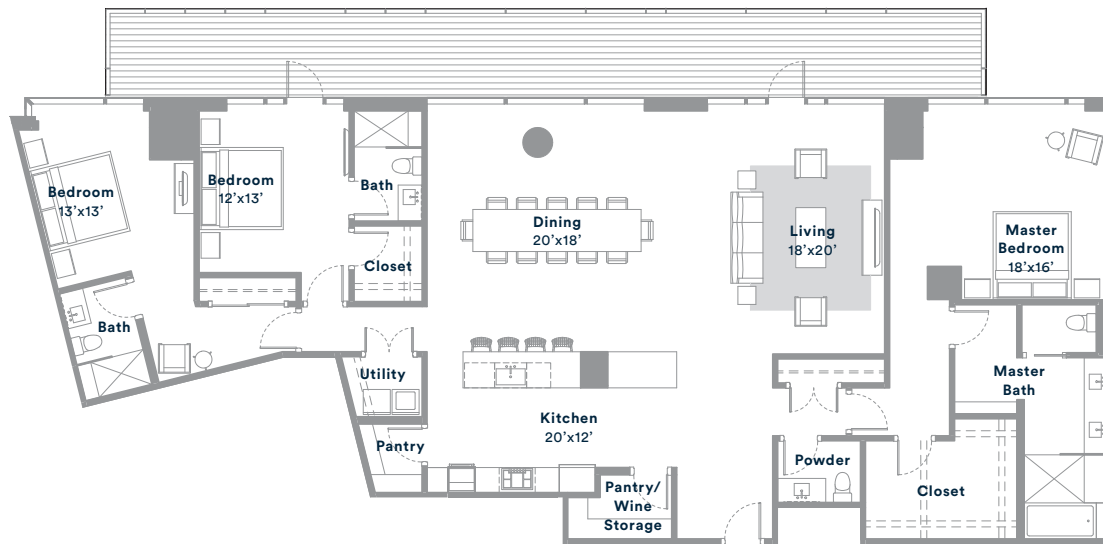 Bedroom
13’x13’
Bedroom
12’x13’
Bath
Closet
Bath
Utility
Pantry
Dining
20’x18’
Living
18’x20’
Kitchen
20’x12’
Pantry/
Wine
Storage
Powder
Master
Bedroom
18’x16’
Master
Bath
Closet